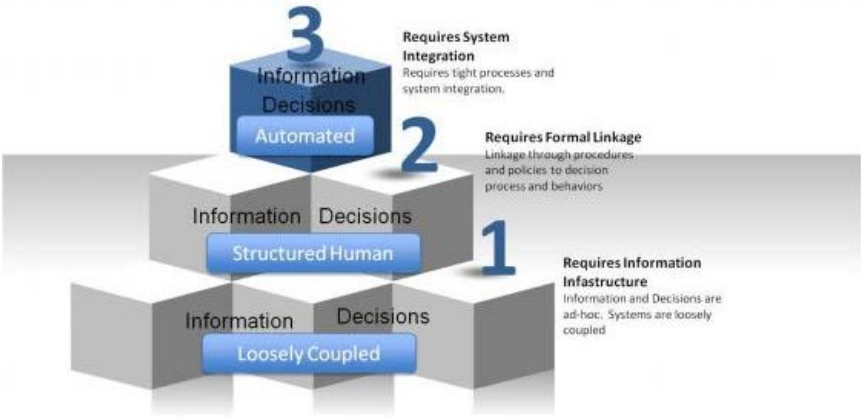 3
Requires System
Integration
Requires tight processes and
system integration.
Information
Decisions
Automated
2
Requires Formal Linkage
Linkage through procedures
and policies to decision
process and behaviors
Information Decisions
Structured Human
1
Requires Information
Infastructure
Information and Decisions are
ad-hoc. Systems are loosely
coupled
Information Decisions
Loosely Coupled